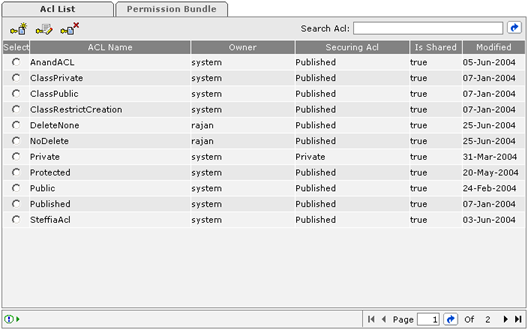 Acl List Permission Bundle
Search Acl:
Select ACL Name Owner Securing Acl Is Shared Modified
AnandACL system Published true 05-Jun-2004
ClassPrivate system Published true 07-Jan-2004
ClassPublic system Published true 07-Jan-2004
ClassRestrictCreation system Published true 07-Jan-2004
DeleteNone rajan Published true 25-Jun-2004
NoDelete rajan Published true 25-Jun-2004
Private system Private true 31-Mar-2004
Protected system Published true 20-May-2004
Public system Published true 24-Feb-2004
Published system Published true 07-Jan-2004
SteffiaAcl system Published true 03-Jun-2004
Page 1 Of 2